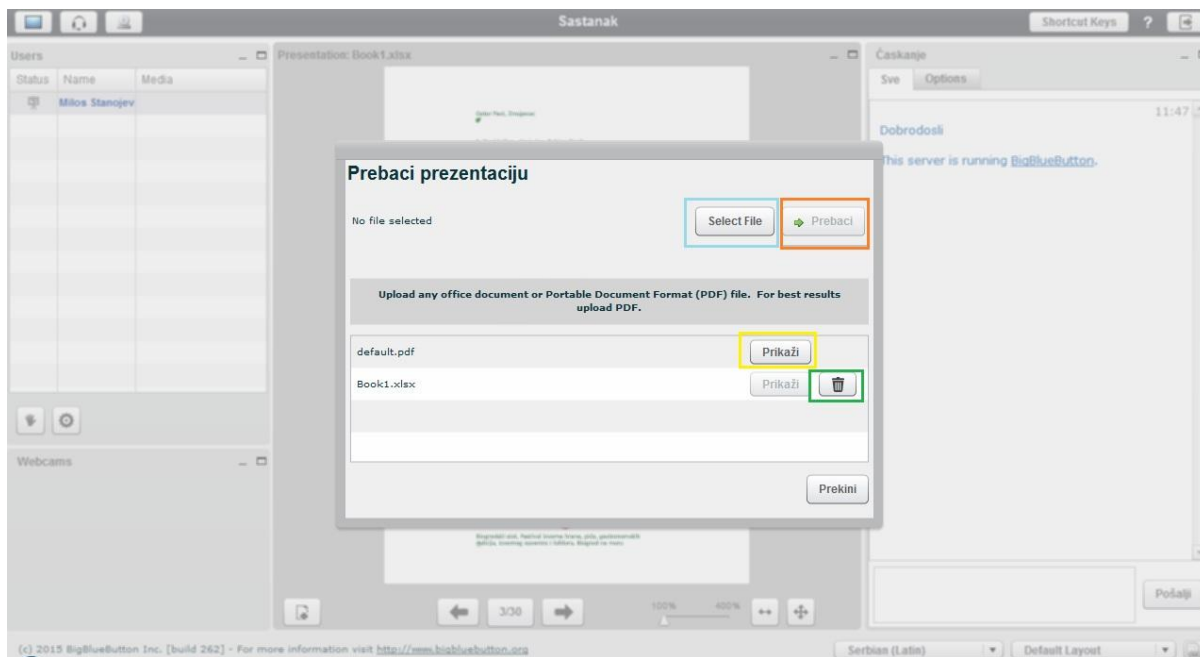 Sastanak
Shortcut Keys ?
Users
Status Name Media
Milos Stanojev
Presentation: Book1.xlsx
Prebaci prezentaciju
No file selected
Select File
Prebaci
Upload any office document or Portable Document Format (PDF) file. For best results
upload PDF.
default.pdf
Prikaži
Book1.xlsx
Prikaži
Prekini
Webcams
3/30
100% 400%
Ćaskanje
Sve Options
11:47
Dobrodosli
This server is running BigBlueButton.
Pošalji
(c) 2015 BigBlueButton Inc. [build 262] - For more information visit http://www.bigbluebutton.org
Serbian (Latin)
Default Layout